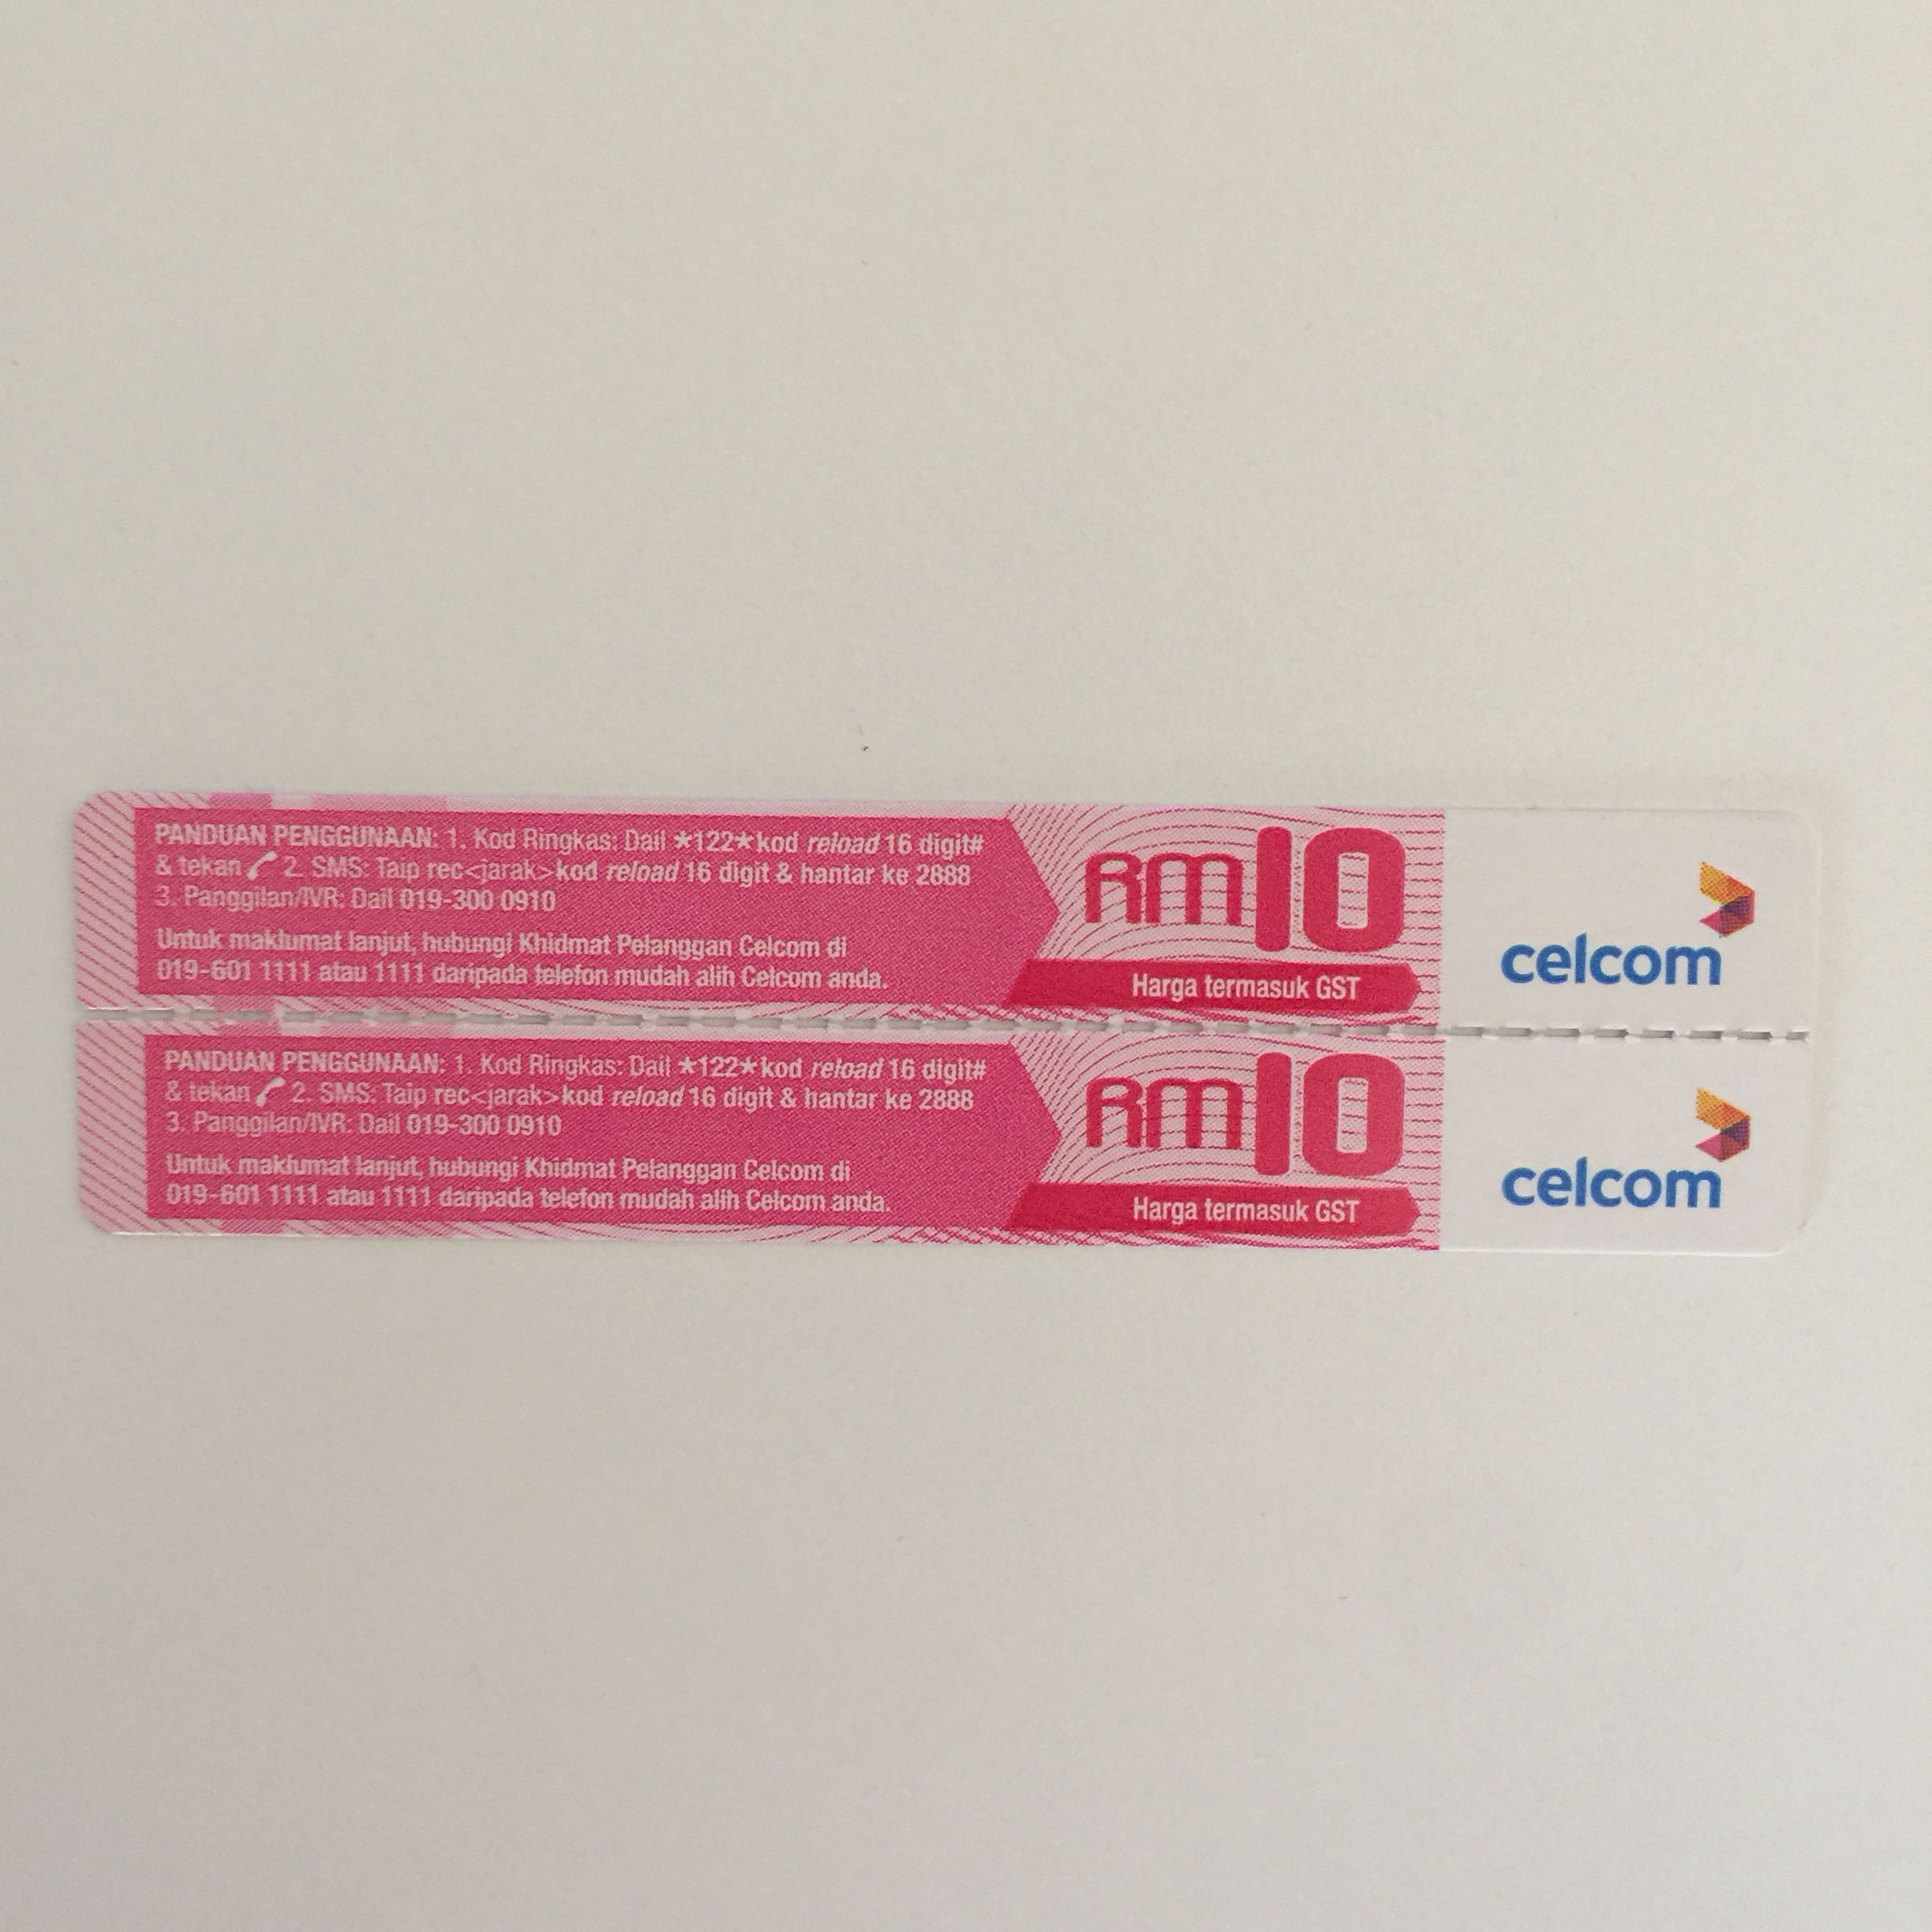 PANDUAN PENGGUNAAN: 1. Kod Ringkas: Dail *122*kod reload 16 digit#
& tekan 2. SMS: Taip rec<jarak>kod reload 16 digit & hantar ke 2888
3. Panggilan/IVR: Dail 019-300 0910
Untuk maklumat lanjut, hubungi Khidmat Pelanggan Celcom di
019-601 1111 atau 1111 daripada telefon mudah alih Celcom anda.
RM10
Harga termasuk GST
celcom
PANDUAN PENGGUNAAN: 1. Kod Ringkas: Dail *122*kod reload 16 digit#
& tekan 2. SMS: Taip rec<jarak>kod reload 16 digit & hantar ke 2888
3. Panggilan/IVR: Dail 019-300 0910
Untuk maklumat lanjut, hubungi Khidmat Pelanggan Celcom di
019-601 1111 atau 1111 daripada telefon mudah alih Celcom anda.
RM10
Harga termasuk GST
celcom